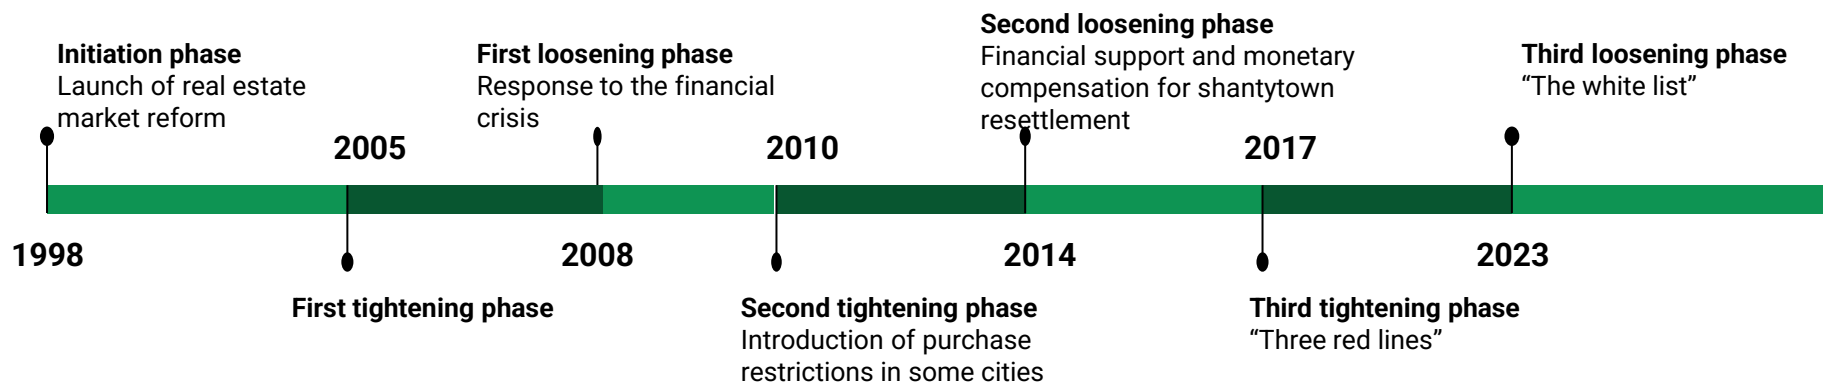 Initiation phase
Launch of real estate
market reform
First loosening phase
Response to the financial
crisis
Second loosening phase
Financial support and monetary
compensation for shantytown
resettlement
Third loosening phase
“The white list”
2005
2010
2017
1998
2008
2014
2023
First tightening phase
Second tightening phase
Introduction of purchase
restrictions in some cities
Third tightening phase
“Three red lines”